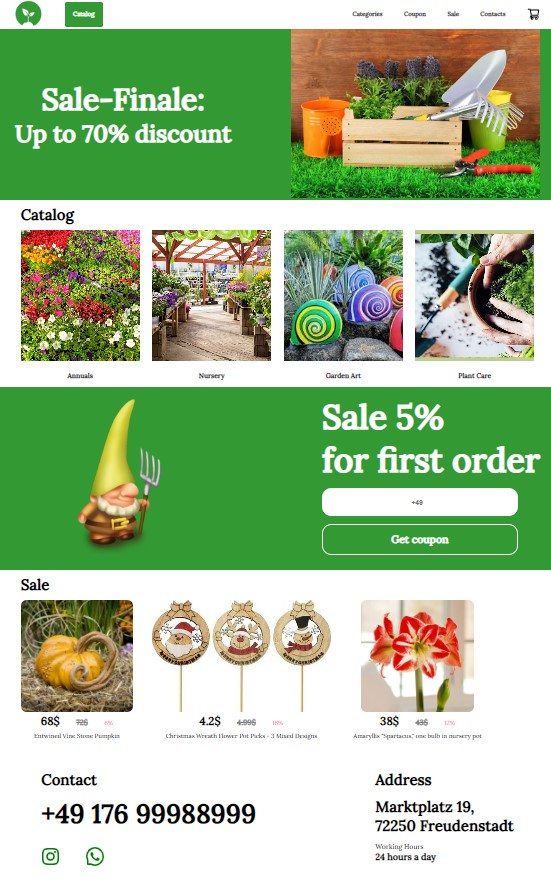 Catalog
Categories
Coupon
Sale
Contacts
Sale-Finale:
Up to 70% discount
Catalog
Annuals
Nursery
Garden Art
Plant Care
Sale 5%
for first order
+49
Get coupon
Sale
68$ 72$ 6%
Entwined Vine Stone Pumpkin
4.2$ 4.99$ 16%
Christmas Wreath Flower Pot Picks - 3 Mixed Designs
38$ 43$ 12%
Amaryllis "Spartacus," one bulb in nursery pot
Contact
+49 176 99988999
Address
Marktplatz 19,
72250 Freudenstadt
Working Hours
24 hours a day